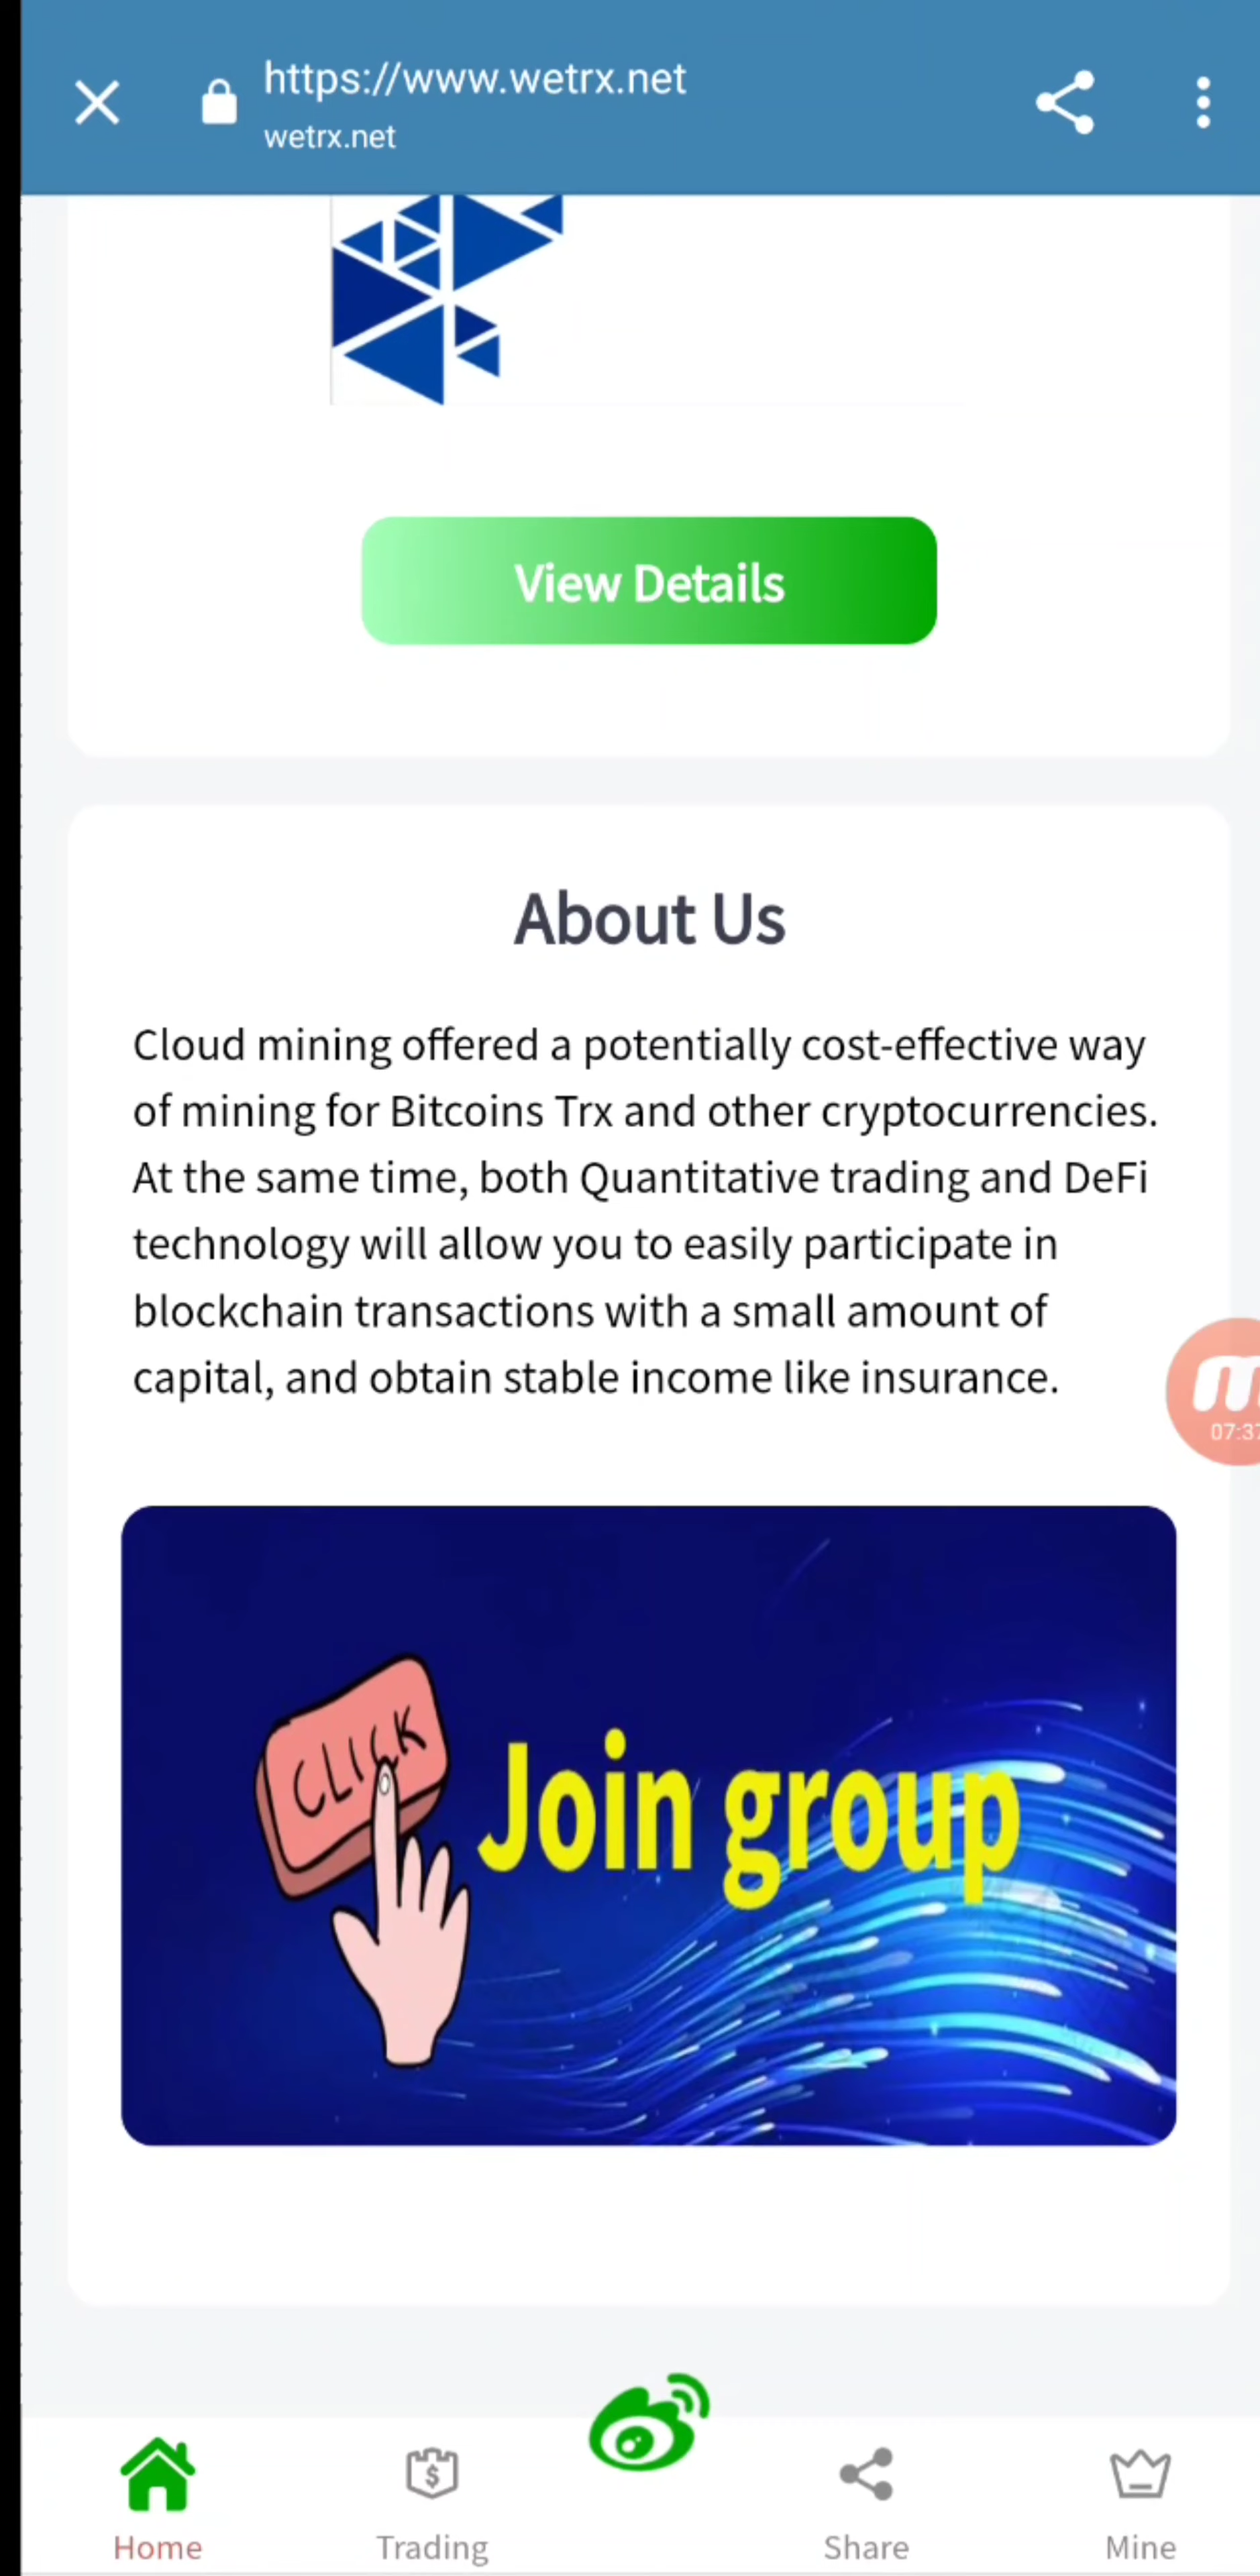 https://www.wetrx.net
wetrx.net
View Details
About Us
Cloud mining offered a potentially cost-effective way
of mining for Bitcoins Trx and other cryptocurrencies.
At the same time, both Quantitative trading and DeFi
technology will allow you to easily participate in
blockchain transactions with a small amount of
capital, and obtain stable income like insurance.
07:37
CLICK
Join group
Home
Trading
Share
Mine